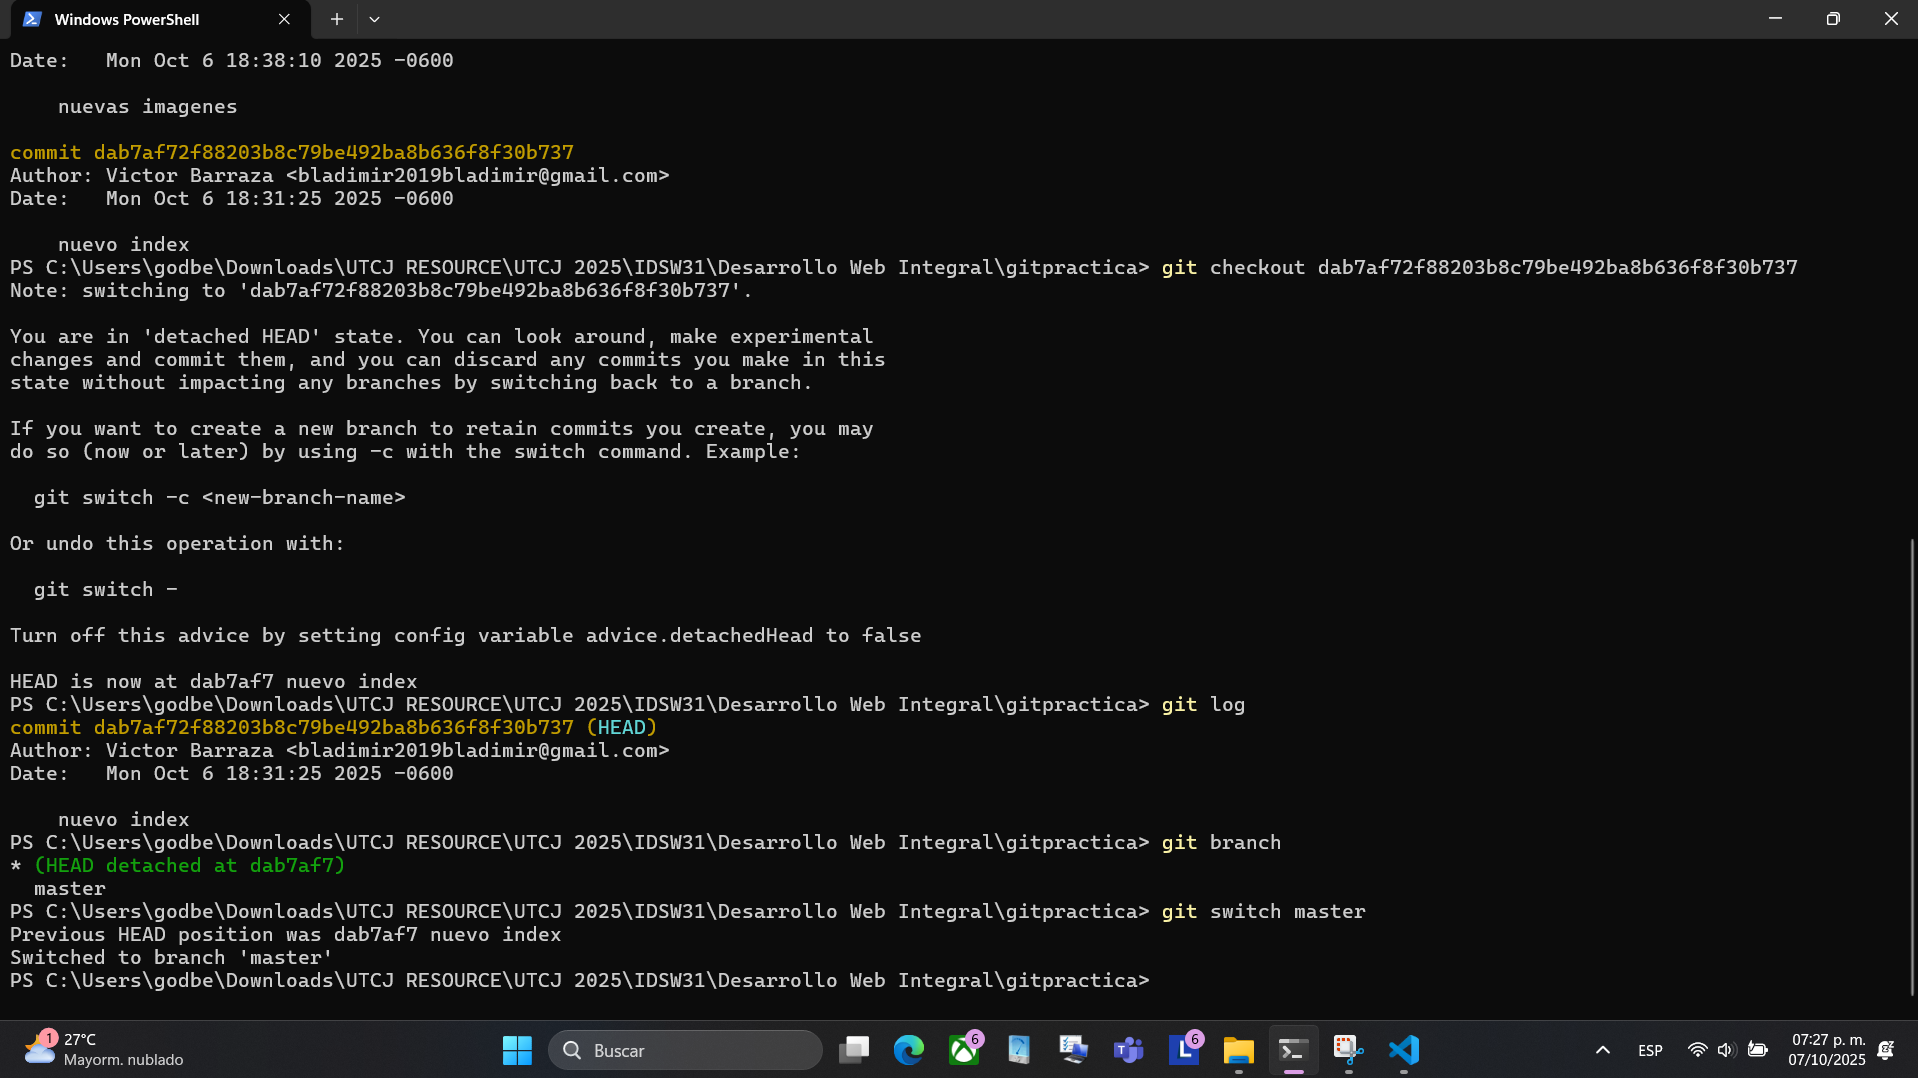 Windows PowerShell
Date:   Mon Oct 6 18:38:10 2025 -0600
    nuevas imagenes
commit dab7af72f88203b8c79be492ba8b636f8f30b737
Author: Victor Barraza <bladimir2019bladimir@gmail.com>
Date:   Mon Oct 6 18:31:25 2025 -0600
    nuevo index
PS C:\Users\godbe\Downloads\UTCJ RESOURCE\UTCJ 2025\IDSW31\Desarrollo Web Integral\gitpractica> git checkout dab7af72f88203b8c79be492ba8b636f8f30b737
Note: switching to 'dab7af72f88203b8c79be492ba8b636f8f30b737'.
You are in 'detached HEAD' state. You can look around, make experimental
changes and commit them, and you can discard any commits you make in this
state without impacting any branches by switching back to a branch.
If you want to create a new branch to retain commits you create, you may
do so (now or later) by using -c with the switch command. Example:
  git switch -c <new-branch-name>
Or undo this operation with:
  git switch -
Turn off this advice by setting config variable advice.detachedHead to false
HEAD is now at dab7af7 nuevo index
PS C:\Users\godbe\Downloads\UTCJ RESOURCE\UTCJ 2025\IDSW31\Desarrollo Web Integral\gitpractica> git log
commit dab7af72f88203b8c79be492ba8b636f8f30b737 (HEAD)
Author: Victor Barraza <bladimir2019bladimir@gmail.com>
Date:   Mon Oct 6 18:31:25 2025 -0600
    nuevo index
PS C:\Users\godbe\Downloads\UTCJ RESOURCE\UTCJ 2025\IDSW31\Desarrollo Web Integral\gitpractica> git branch
* (HEAD detached at dab7af7)
  master
PS C:\Users\godbe\Downloads\UTCJ RESOURCE\UTCJ 2025\IDSW31\Desarrollo Web Integral\gitpractica> git switch master
Previous HEAD position was dab7af7 nuevo index
Switched to branch 'master'
PS C:\Users\godbe\Downloads\UTCJ RESOURCE\UTCJ 2025\IDSW31\Desarrollo Web Integral\gitpractica>
1
27°C
Mayorm. nublado
Buscar
6
T
L
6
ESP
07:27 p. m.
07/10/2025